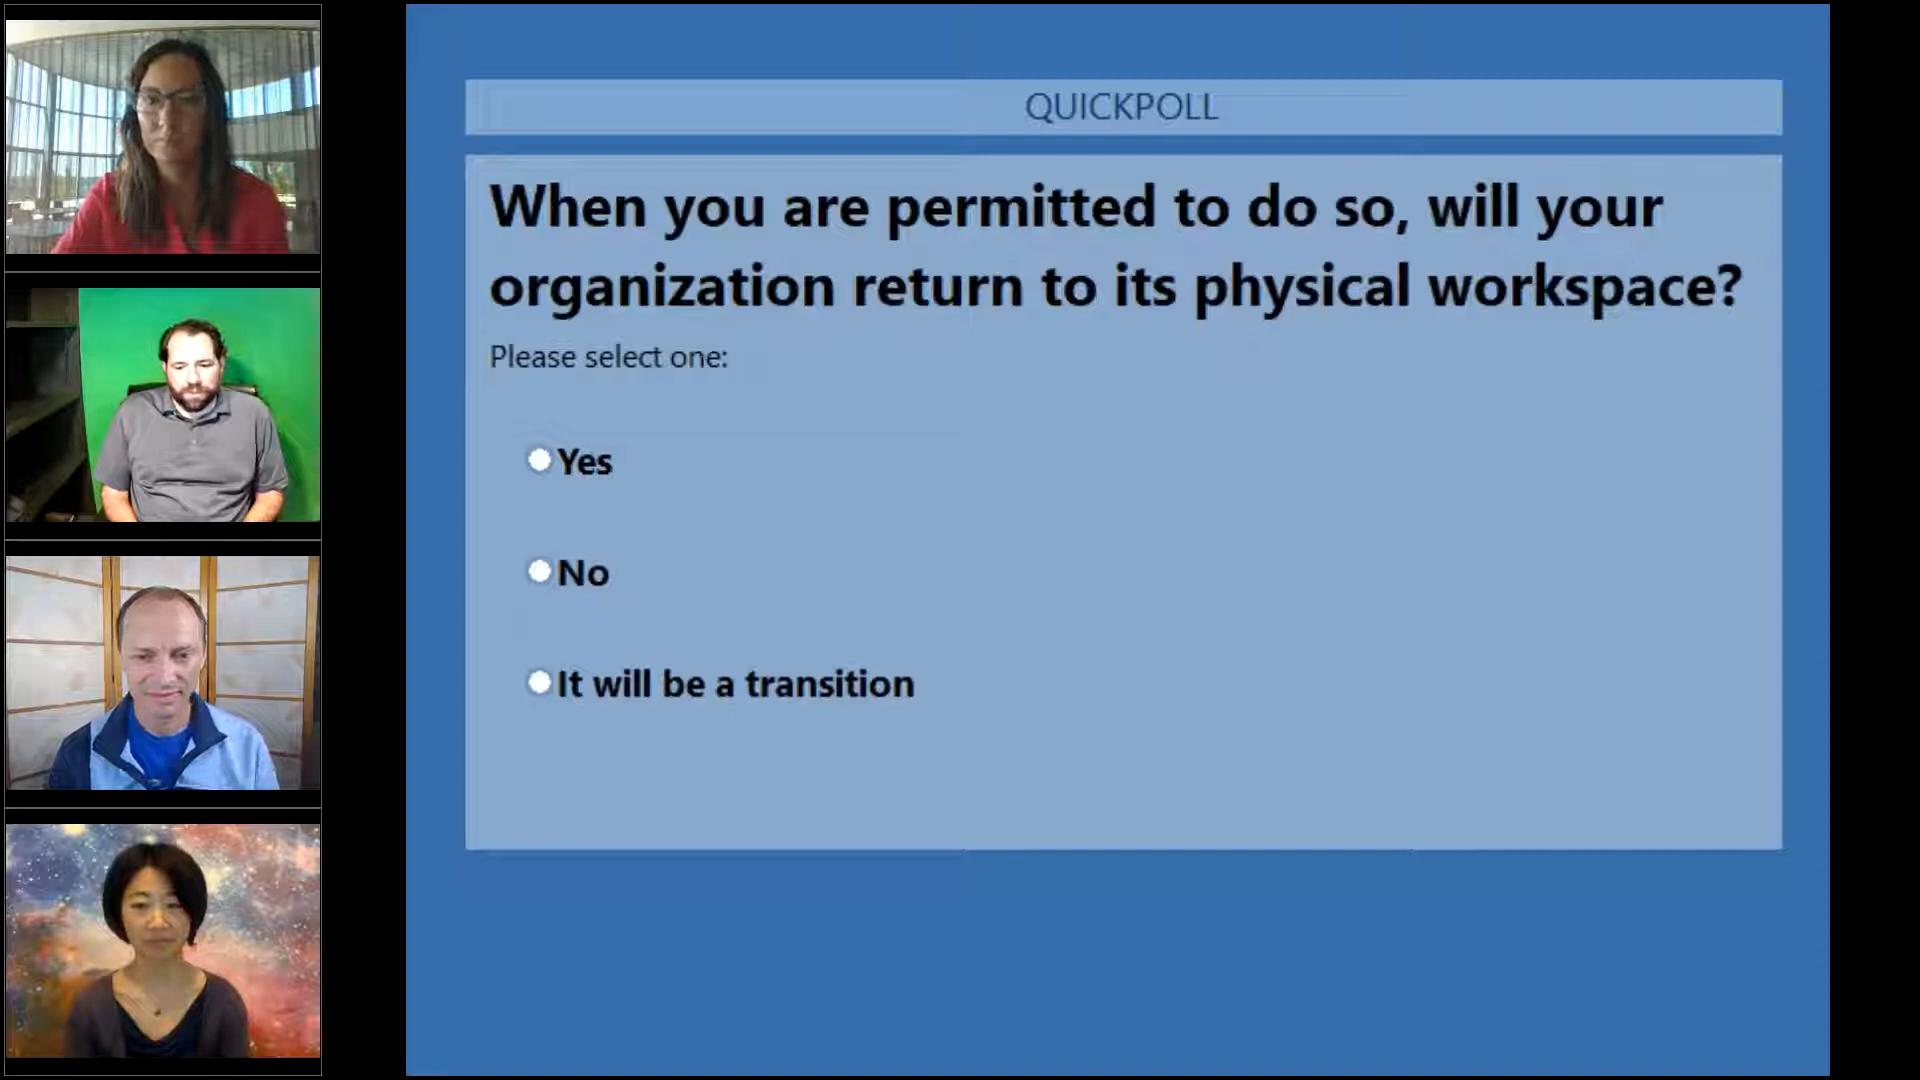 QUICKPOLL
When you are permitted to do so, will your
organization return to its physical workspace?
Please select one:
Yes
No
It will be a transition